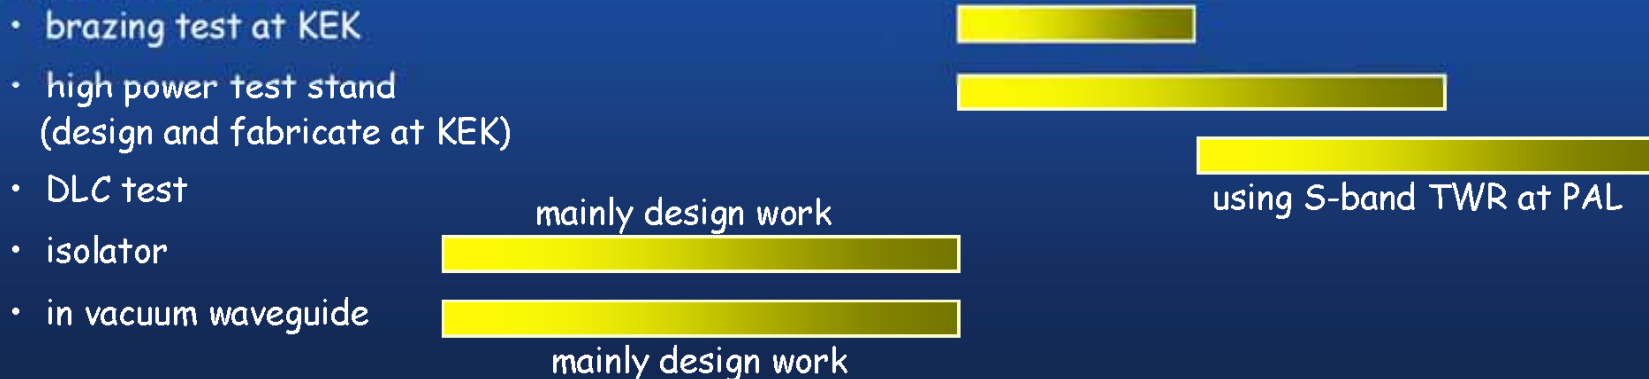 · brazing test at KEK
· high power test stand
(design and fabricate at KEK)
· DLC test
using S-band TWR at PAL
mainly design work
· isolator
· in vacuum waveguide
mainly design work